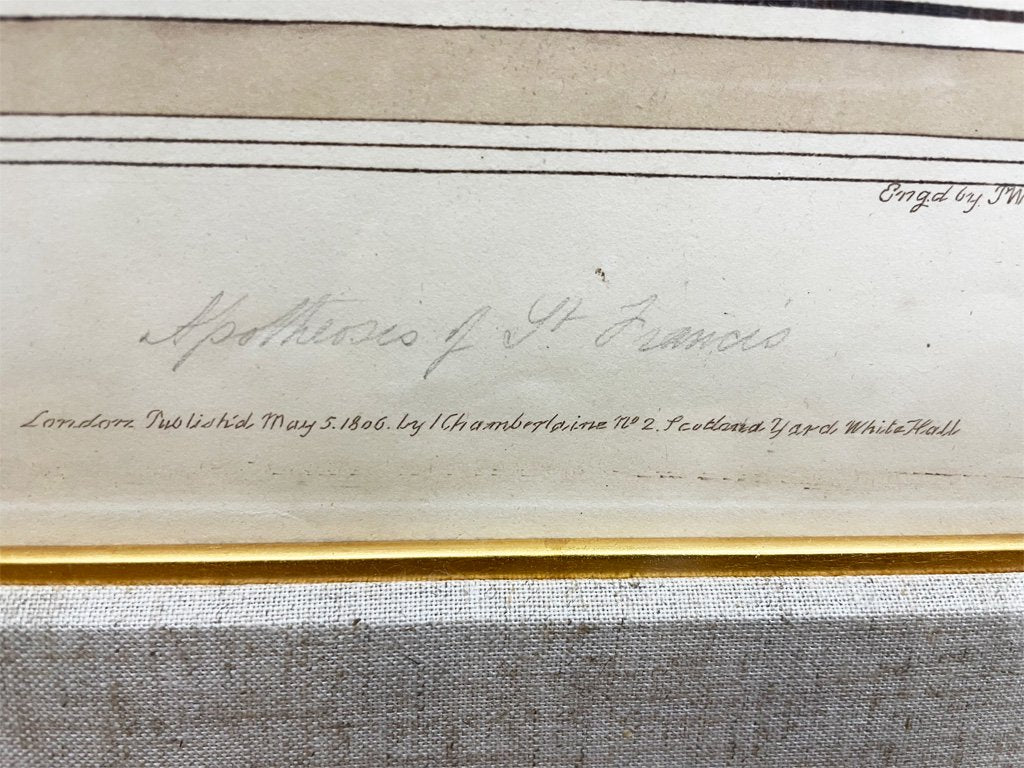 Engd by
Apotheosis of St Francis
London Publish'd May 5. 1806. by I Chamberlaine No 2. Scotland Yard White Hall